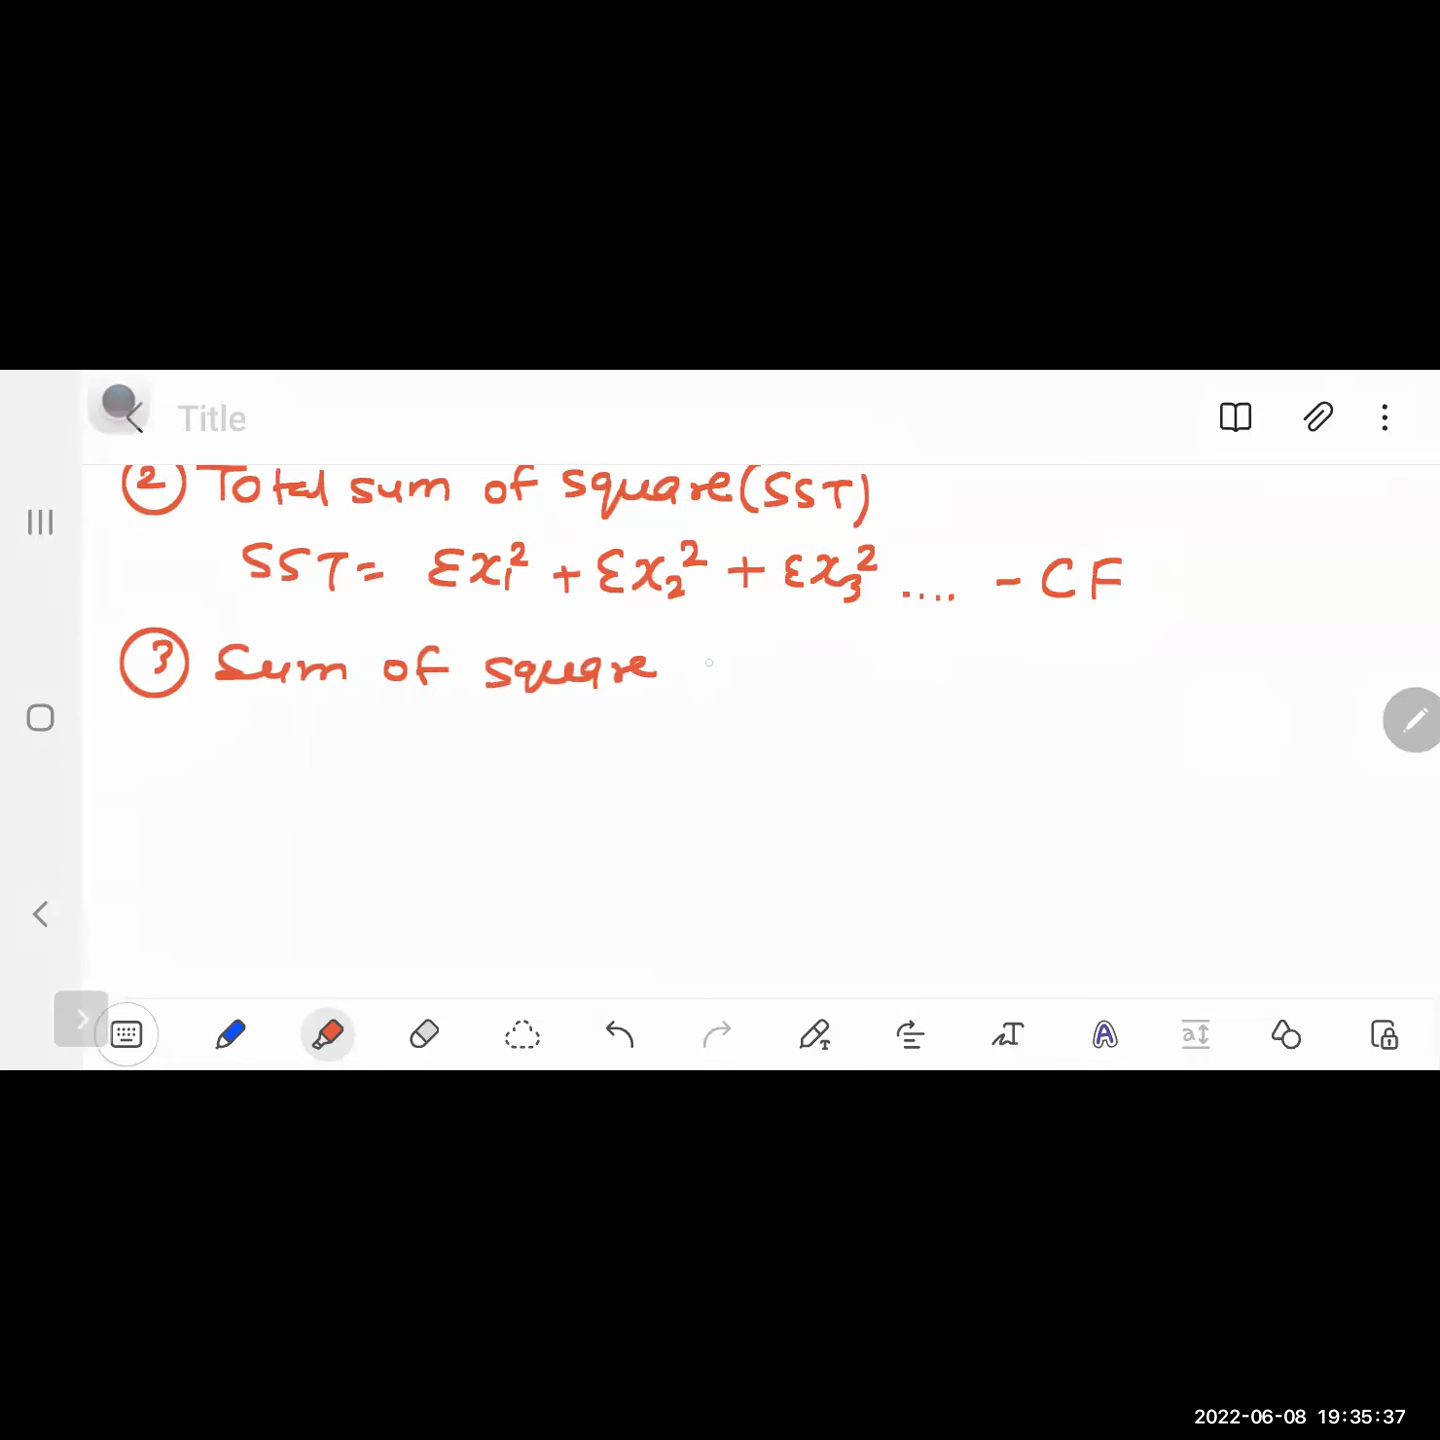 Title
② Total sum of square (SST)
SST = Σx₁² + Σx₂² + Σx₃² .... - CF
③ Sum of square
2022-06-08 19:35:37